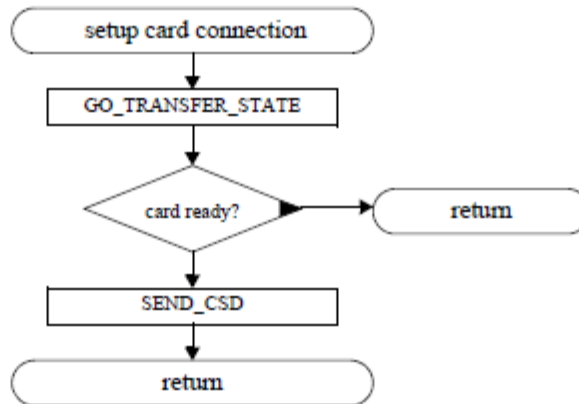 setup card connection
GO_TRANSFER_STATE
card ready?
return
SEND_CSD
return